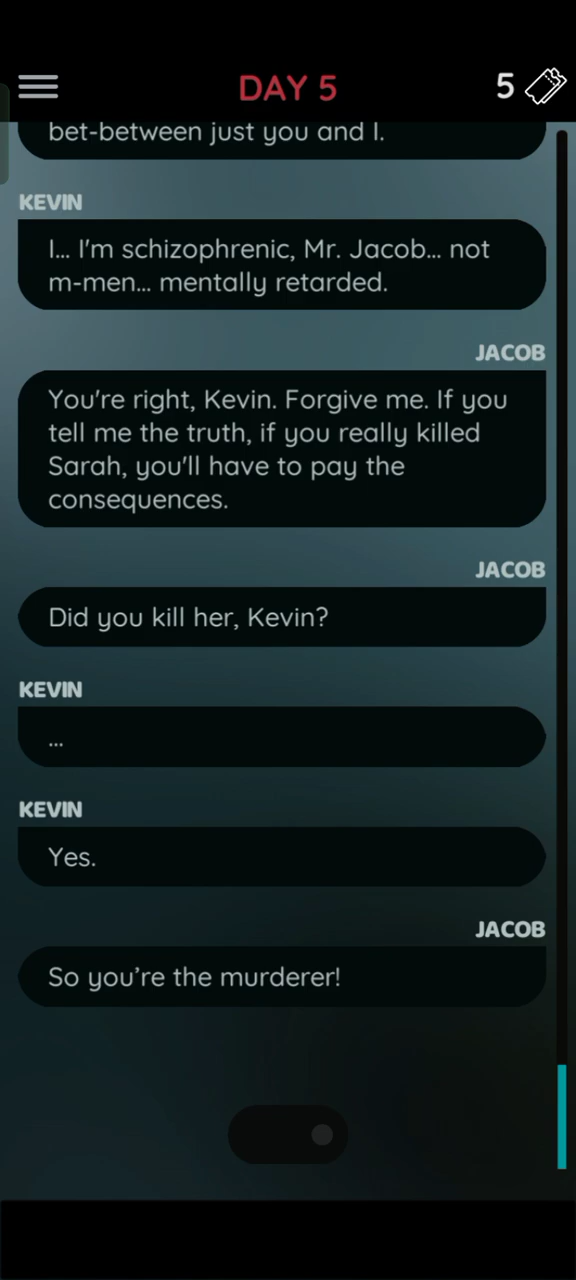 DAY 5
5
bet-between just you and I.
KEVIN
I... I'm schizophrenic, Mr. Jacob... not
m-men... mentally retarded.
JACOB
You're right, Kevin. Forgive me. If you
tell me the truth, if you really killed
Sarah, you'll have to pay the
consequences.
JACOB
Did you kill her, Kevin?
KEVIN
...
KEVIN
Yes.
JACOB
So you’re the murderer!